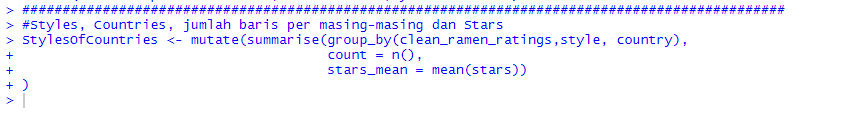 > ###############################################################################################
> #Styles, Countries, jumlah baris per masing-masing dan Stars
> StylesOfCountries <- mutate(summarise(group_by(clean_ramen_ratings,style, country),
+                                       count = n(),
+                                       stars_mean = mean(stars))
+ )
>